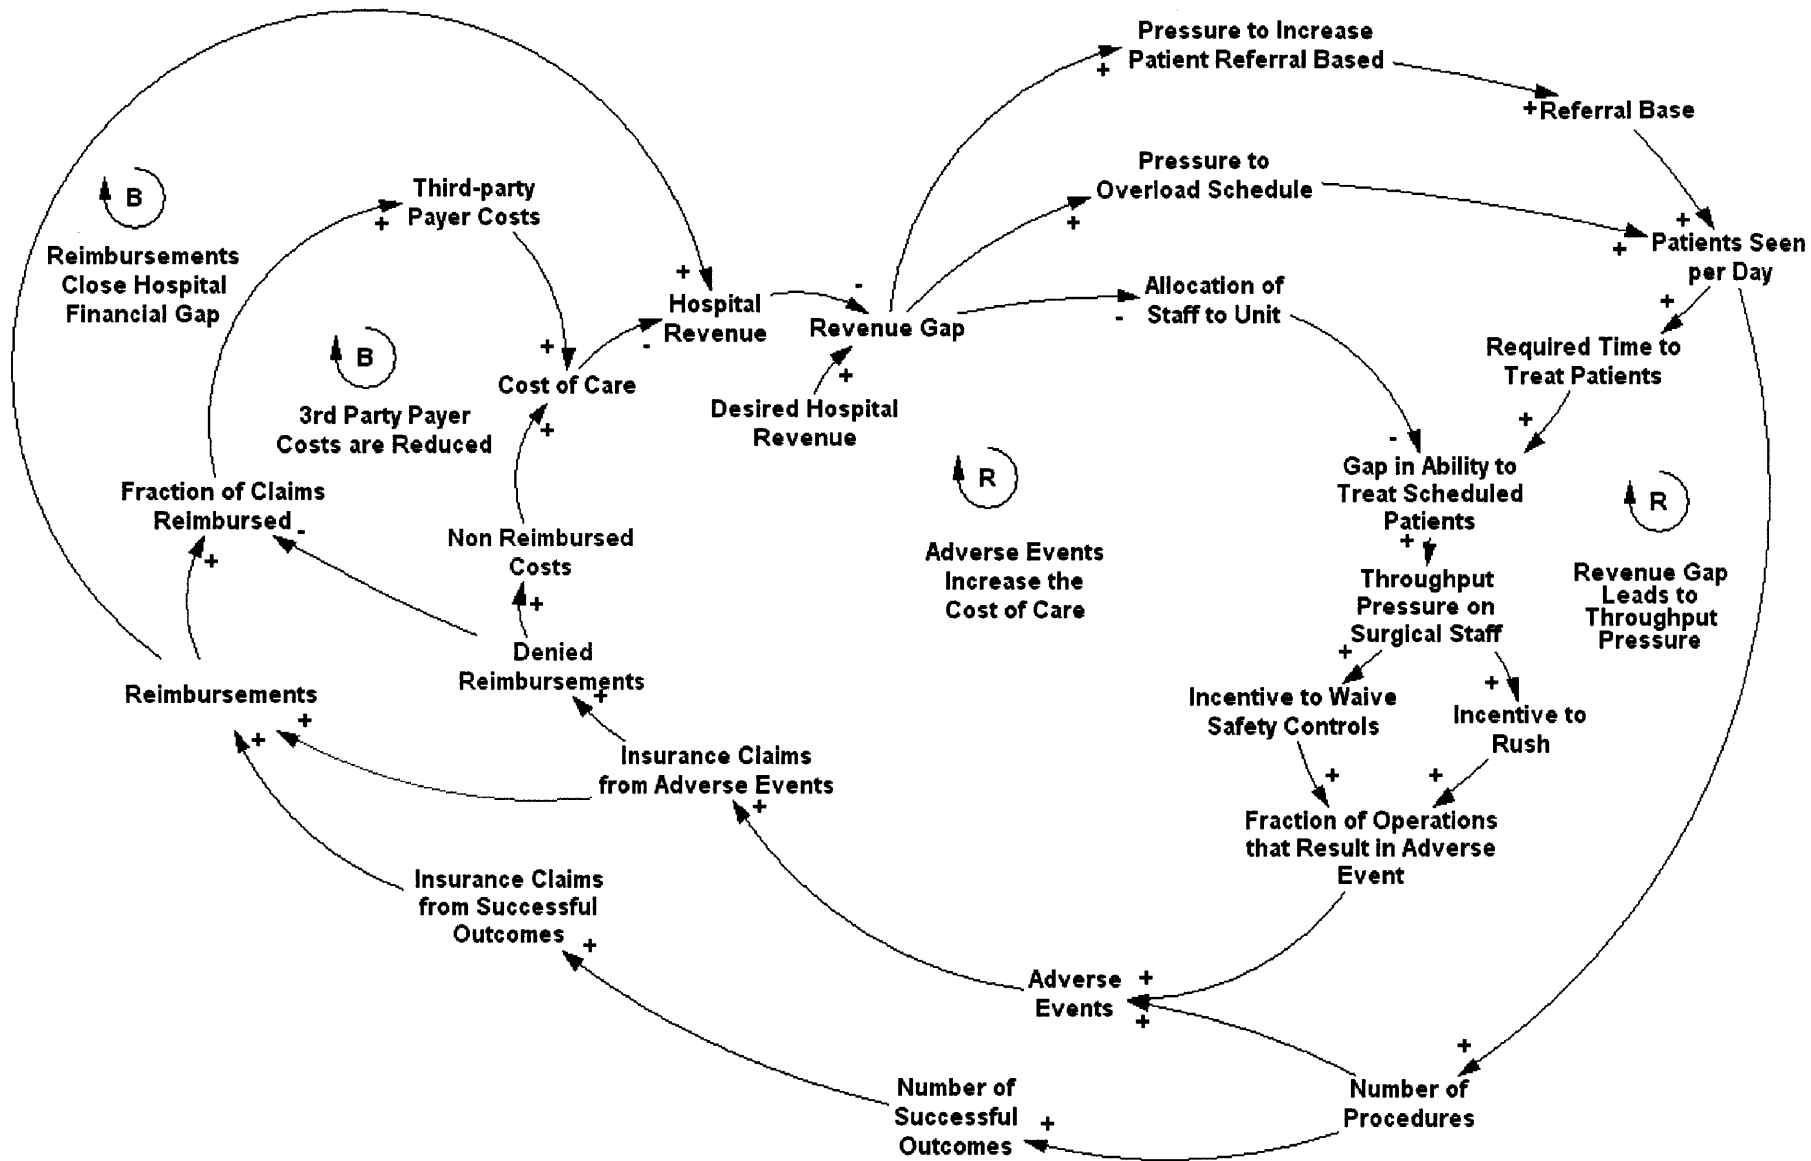 Pressure to Increase
Patient Referral Based
+
+
Referral Base
Pressure to
Overload Schedule
+
+
+
Patients Seen
per Day
B
Reimbursements
Close Hospital
Financial Gap
Third-party
Payer Costs
+
B
3rd Party Payer
Costs are Reduced
+
Cost of Care
+
-
+
Hospital
Revenue
-
Revenue Gap
+
Desired Hospital
Revenue
-
Allocation of
Staff to Unit
+
Required Time to
Treat Patients
+
-
Gap in Ability to
Treat Scheduled
Patients
+
R
Adverse Events
Increase the
Cost of Care
R
Revenue Gap
Leads to
Throughput
Pressure
Throughput
Pressure on
Surgical Staff
+
+
Incentive to Waive
Safety Controls
Incentive to
Rush
+
+
Fraction of Operations
that Result in Adverse
Event
Fraction of Claims
Reimbursed
-
+
Non Reimbursed
Costs
+
Denied
Reimbursements
+
Reimbursements
+
+
Insurance Claims
from Adverse Events
+
Insurance Claims
from Successful
Outcomes
+
Adverse
Events
+
+
+
Number of
Procedures
Number of
Successful
Outcomes
+